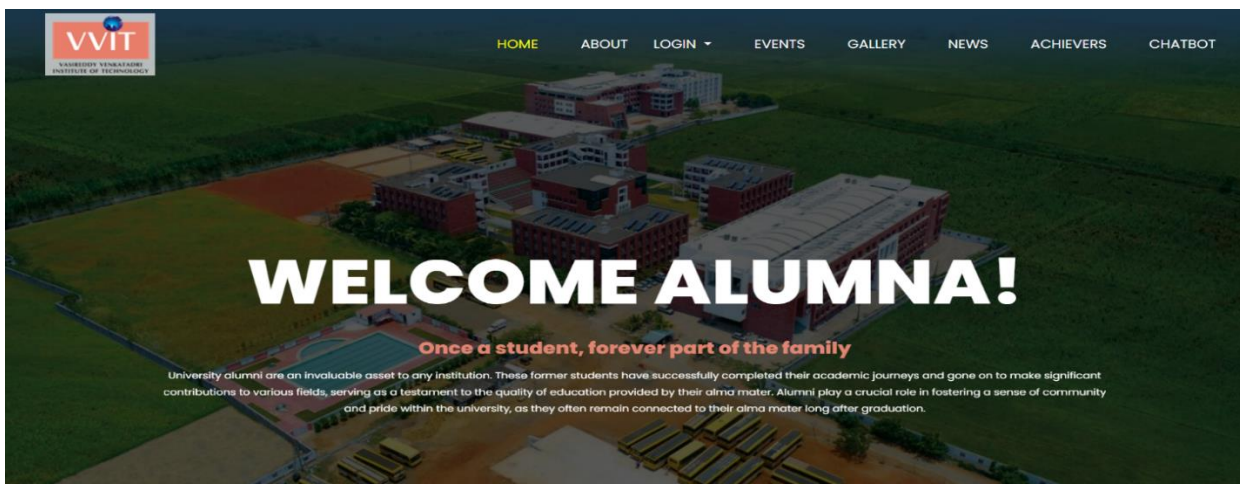 VVIT
VASIREDDY VENKATADRI
INSTITUTE OF TECHNOLOGY
HOME ABOUT LOGIN EVENTS GALLERY NEWS ACHIEVERS CHATBOT
WELCOME ALUMNA!
Once a student, forever part of the family
University alumni are an invaluable asset to any institution. These former students have successfully completed their academic journeys and gone on to make significant
contributions to various fields, serving as a testament to the quality of education provided by their alma mater. Alumni play a crucial role in fostering a sense of community
and pride within the university, as they often remain connected to their alma mater long after graduation.